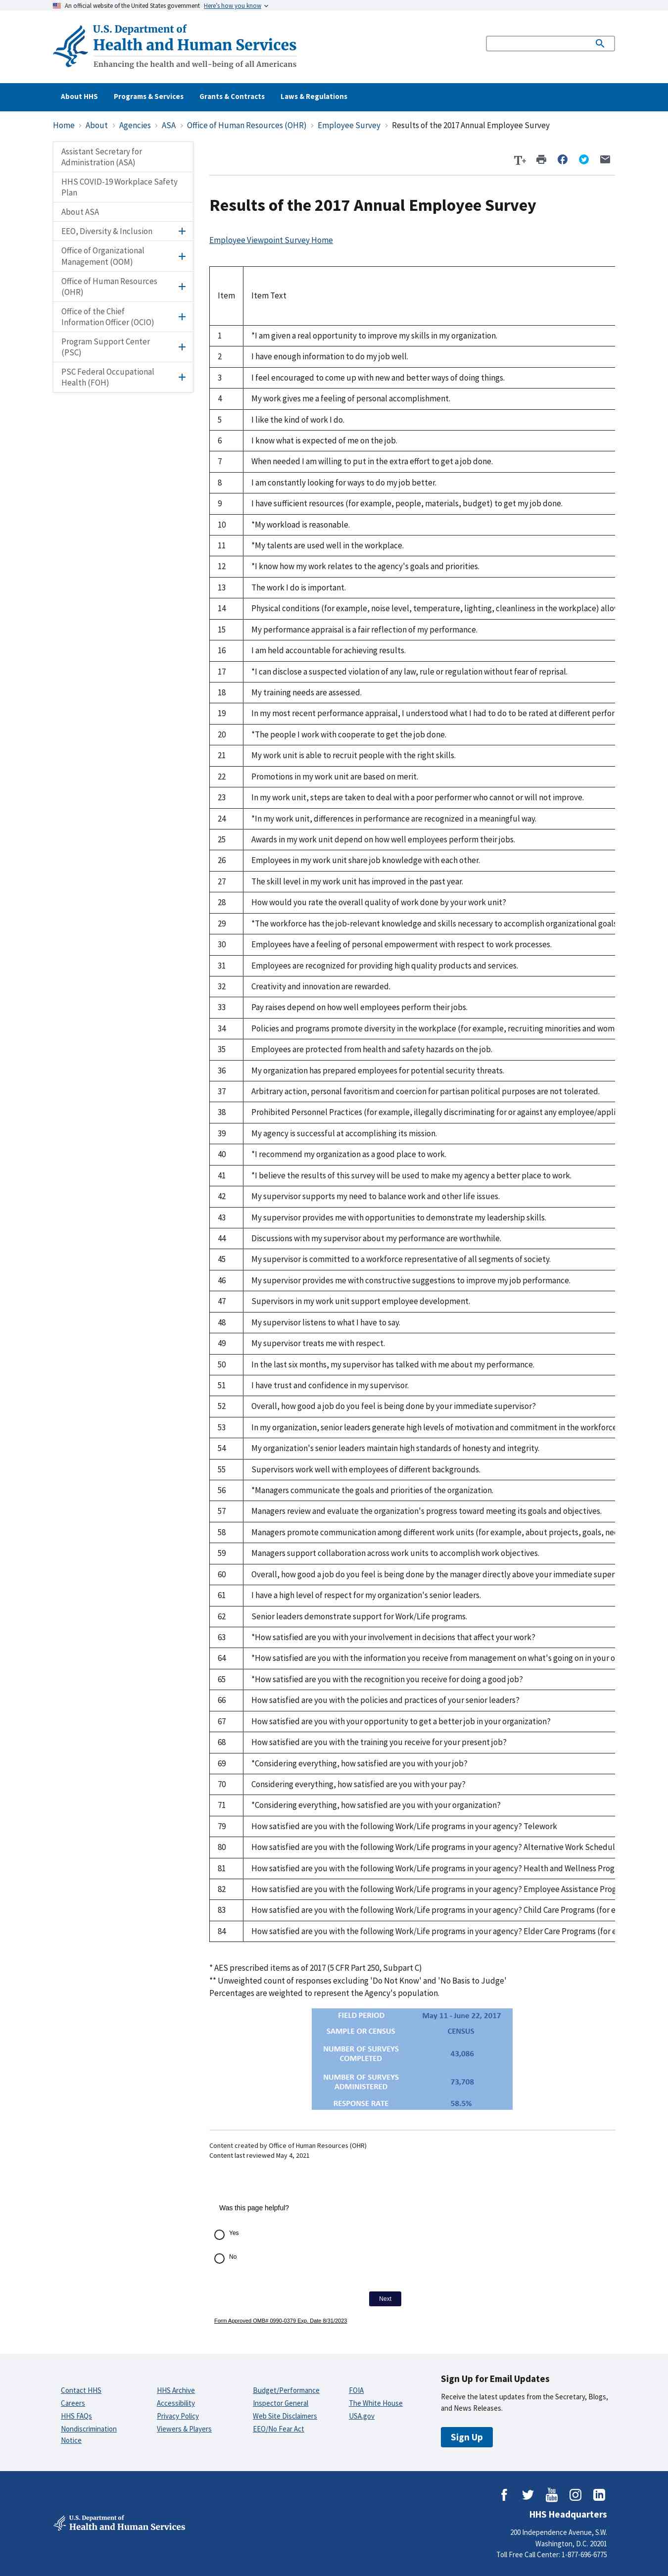 An official website of the United States government Here's how you know
U.S. Department of
Health and Human Services
Enhancing the health and well-being of all Americans
About HHS Programs & Services Grants & Contracts Laws & Regulations
Home About Agencies ASA Office of Human Resources (OHR) Employee Survey Results of the 2017 Annual Employee Survey
Assistant Secretary for
Administration (ASA)
HHS COVID-19 Workplace Safety
Plan
About ASA
EEO, Diversity & Inclusion
Office of Organizational
Management (OOM)
Office of Human Resources
(OHR)
Office of the Chief
Information Officer (OCIO)
Program Support Center
(PSC)
PSC Federal Occupational
Health (FOH)
T+
Results of the 2017 Annual Employee Survey
Employee Viewpoint Survey Home
Item Item Text
1 *I am given a real opportunity to improve my skills in my organization.
2 I have enough information to do my job well.
3 I feel encouraged to come up with new and better ways of doing things.
4 My work gives me a feeling of personal accomplishment.
5 I like the kind of work I do.
6 I know what is expected of me on the job.
7 When needed I am willing to put in the extra effort to get a job done.
8 I am constantly looking for ways to do my job better.
9 I have sufficient resources (for example, people, materials, budget) to get my job done.
10 *My workload is reasonable.
11 *My talents are used well in the workplace.
12 *I know how my work relates to the agency's goals and priorities.
13 The work I do is important.
14 Physical conditions (for example, noise level, temperature, lighting, cleanliness in the workplace) allo
15 My performance appraisal is a fair reflection of my performance.
16 I am held accountable for achieving results.
17 *I can disclose a suspected violation of any law, rule or regulation without fear of reprisal.
18 My training needs are assessed.
19 In my most recent performance appraisal, I understood what I had to do to be rated at different perfor
20 *The people I work with cooperate to get the job done.
21 My work unit is able to recruit people with the right skills.
22 Promotions in my work unit are based on merit.
23 In my work unit, steps are taken to deal with a poor performer who cannot or will not improve.
24 *In my work unit, differences in performance are recognized in a meaningful way.
25 Awards in my work unit depend on how well employees perform their jobs.
26 Employees in my work unit share job knowledge with each other.
27 The skill level in my work unit has improved in the past year.
28 How would you rate the overall quality of work done by your work unit?
29 *The workforce has the job-relevant knowledge and skills necessary to accomplish organizational goals
30 Employees have a feeling of personal empowerment with respect to work processes.
31 Employees are recognized for providing high quality products and services.
32 Creativity and innovation are rewarded.
33 Pay raises depend on how well employees perform their jobs.
34 Policies and programs promote diversity in the workplace (for example, recruiting minorities and wom
35 Employees are protected from health and safety hazards on the job.
36 My organization has prepared employees for potential security threats.
37 Arbitrary action, personal favoritism and coercion for partisan political purposes are not tolerated.
38 Prohibited Personnel Practices (for example, illegally discriminating for or against any employee/appli
39 My agency is successful at accomplishing its mission.
40 *I recommend my organization as a good place to work.
41 *I believe the results of this survey will be used to make my agency a better place to work.
42 My supervisor supports my need to balance work and other life issues.
43 My supervisor provides me with opportunities to demonstrate my leadership skills.
44 Discussions with my supervisor about my performance are worthwhile.
45 My supervisor is committed to a workforce representative of all segments of society.
46 My supervisor provides me with constructive suggestions to improve my job performance.
47 Supervisors in my work unit support employee development.
48 My supervisor listens to what I have to say.
49 My supervisor treats me with respect.
50 In the last six months, my supervisor has talked with me about my performance.
51 I have trust and confidence in my supervisor.
52 Overall, how good a job do you feel is being done by your immediate supervisor?
53 In my organization, senior leaders generate high levels of motivation and commitment in the workforce
54 My organization's senior leaders maintain high standards of honesty and integrity.
55 Supervisors work well with employees of different backgrounds.
56 *Managers communicate the goals and priorities of the organization.
57 Managers review and evaluate the organization's progress toward meeting its goals and objectives.
58 Managers promote communication among different work units (for example, about projects, goals, ne
59 Managers support collaboration across work units to accomplish work objectives.
60 Overall, how good a job do you feel is being done by the manager directly above your immediate super
61 I have a high level of respect for my organization's senior leaders.
62 Senior leaders demonstrate support for Work/Life programs.
63 *How satisfied are you with your involvement in decisions that affect your work?
64 *How satisfied are you with the information you receive from management on what's going on in your o
65 *How satisfied are you with the recognition you receive for doing a good job?
66 How satisfied are you with the policies and practices of your senior leaders?
67 How satisfied are you with your opportunity to get a better job in your organization?
68 How satisfied are you with the training you receive for your present job?
69 *Considering everything, how satisfied are you with your job?
70 Considering everything, how satisfied are you with your pay?
71 *Considering everything, how satisfied are you with your organization?
79 How satisfied are you with the following Work/Life programs in your agency? Telework
80 How satisfied are you with the following Work/Life programs in your agency? Alternative Work Schedul
81 How satisfied are you with the following Work/Life programs in your agency? Health and Wellness Prog
82 How satisfied are you with the following Work/Life programs in your agency? Employee Assistance Prog
83 How satisfied are you with the following Work/Life programs in your agency? Child Care Programs (for e
84 How satisfied are you with the following Work/Life programs in your agency? Elder Care Programs (for e
* AES prescribed items as of 2017 (5 CFR Part 250, Subpart C)
** Unweighted count of responses excluding 'Do Not Know' and 'No Basis to Judge'
Percentages are weighted to represent the Agency's population.
FIELD PERIOD May 11 - June 22, 2017
SAMPLE OR CENSUS CENSUS
NUMBER OF SURVEYS
COMPLETED 43,086
NUMBER OF SURVEYS
ADMINISTERED 73,708
RESPONSE RATE 58.5%
Content created by Office of Human Resources (OHR)
Content last reviewed May 4, 2021
Was this page helpful?
Yes
No
Next
Form Approved OMB# 0990-0379 Exp. Date 8/31/2023
Contact HHS
Careers
HHS FAQs
Nondiscrimination
Notice
HHS Archive
Accessibility
Privacy Policy
Viewers & Players
Budget/Performance
Inspector General
Web Site Disclaimers
EEO/No Fear Act
FOIA
The White House
USA.gov
Sign Up for Email Updates
Receive the latest updates from the Secretary, Blogs,
and News Releases.
Sign Up
U.S. Department of
Health and Human Services
You
Tube
HHS Headquarters
200 Independence Avenue, S.W.
Washington, D.C. 20201
Toll Free Call Center: 1-877-696-6775